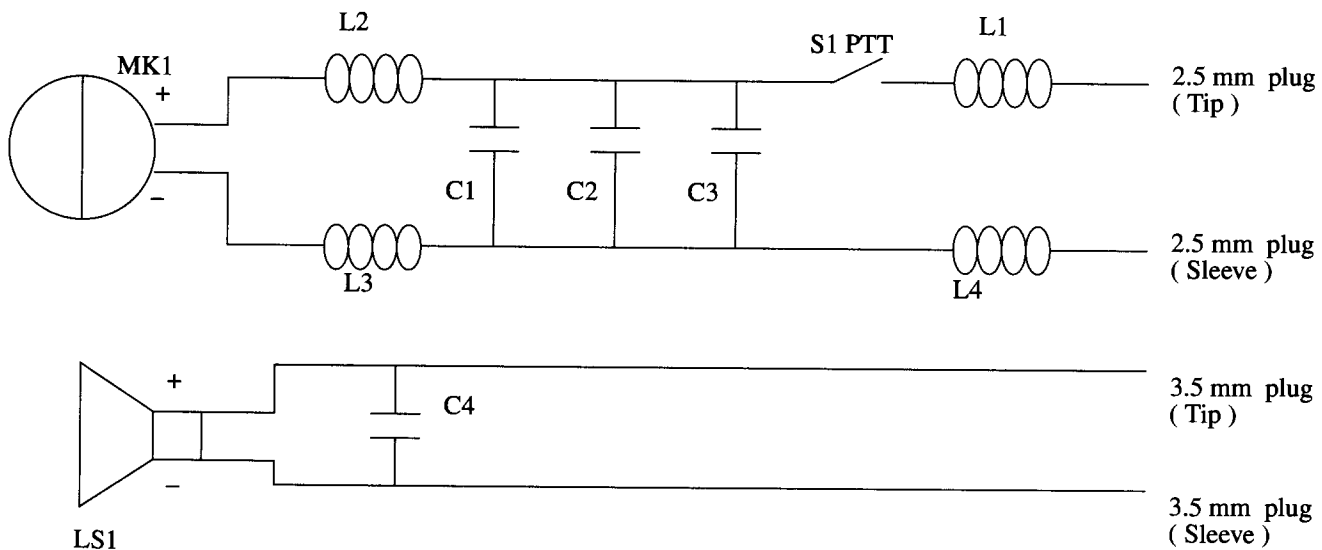 L2
L1
S1 PTT
MK1
+
2.5 mm plug
( Tip )
C1
C2
C3
−
2.5 mm plug
( Sleeve )
L3
L4
+
C4
3.5 mm plug
( Tip )
−
3.5 mm plug
( Sleeve )
LS1